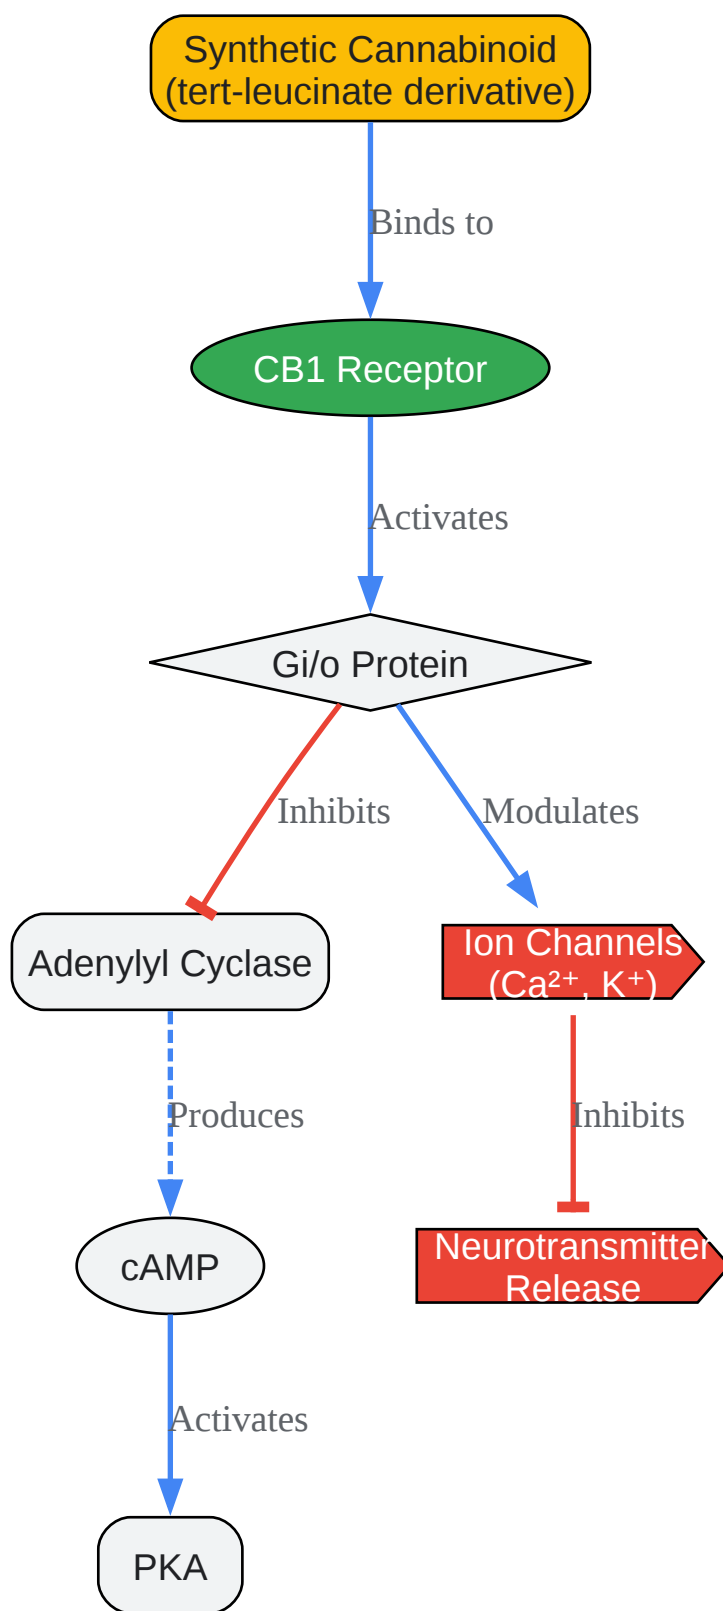 Synthetic Cannabinoid
(tert-leucinate derivative)
Binds to
CB1 Receptor
Activates
Gi/o Protein
Inhibits
Modulates
Adenylyl Cyclase
Ion Channels
(Ca²⁺, K⁺)
Produces
Inhibits
cAMP
Neurotransmitter
Release
Activates
PKA